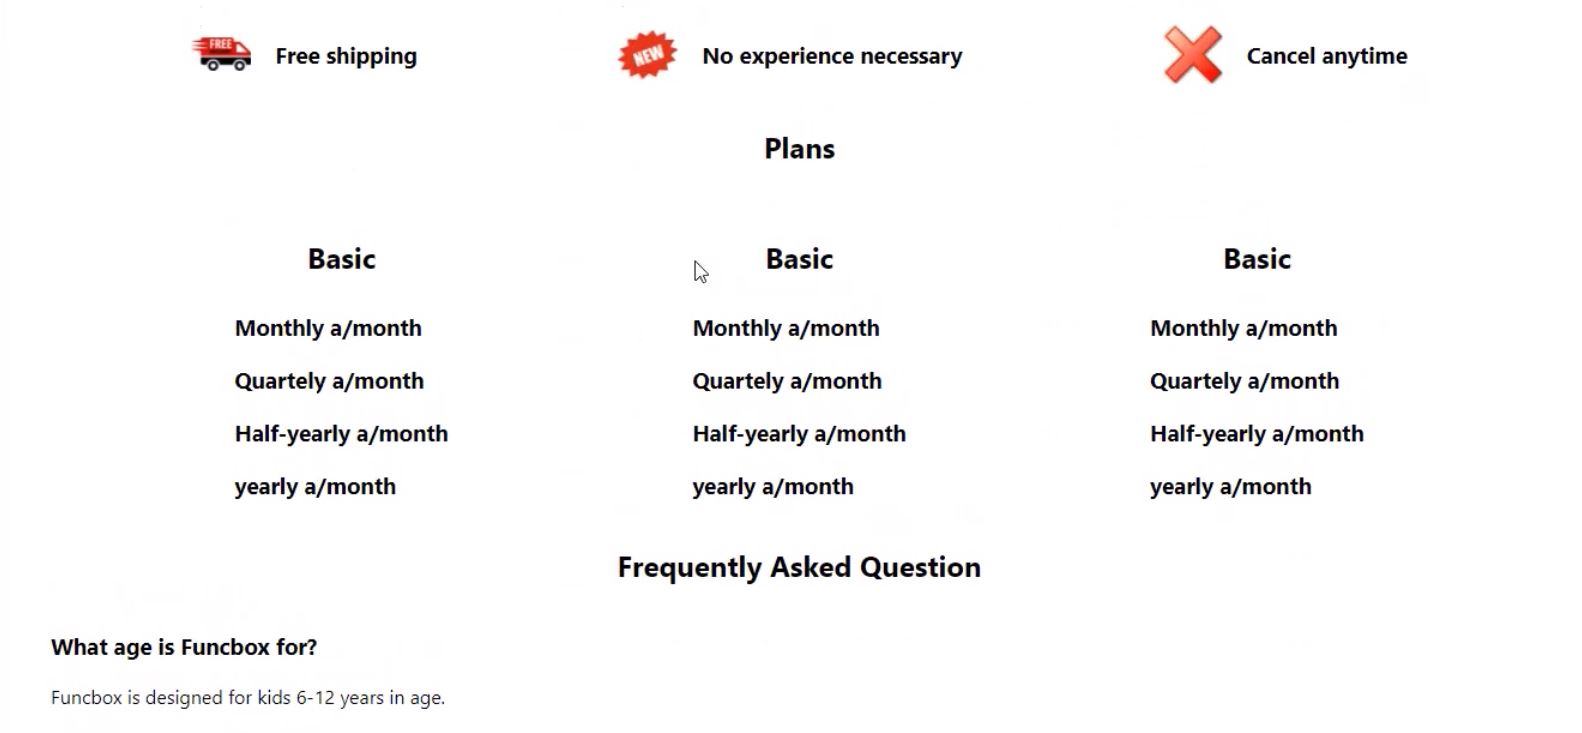 FREE Free shipping
NEW No experience necessary
Cancel anytime
Plans
Basic
Monthly a/month
Quartely a/month
Half-yearly a/month
yearly a/month
Basic
Monthly a/month
Quartely a/month
Half-yearly a/month
yearly a/month
Basic
Monthly a/month
Quartely a/month
Half-yearly a/month
yearly a/month
Frequently Asked Question
What age is Funcbox for?
Funcbox is designed for kids 6-12 years in age.